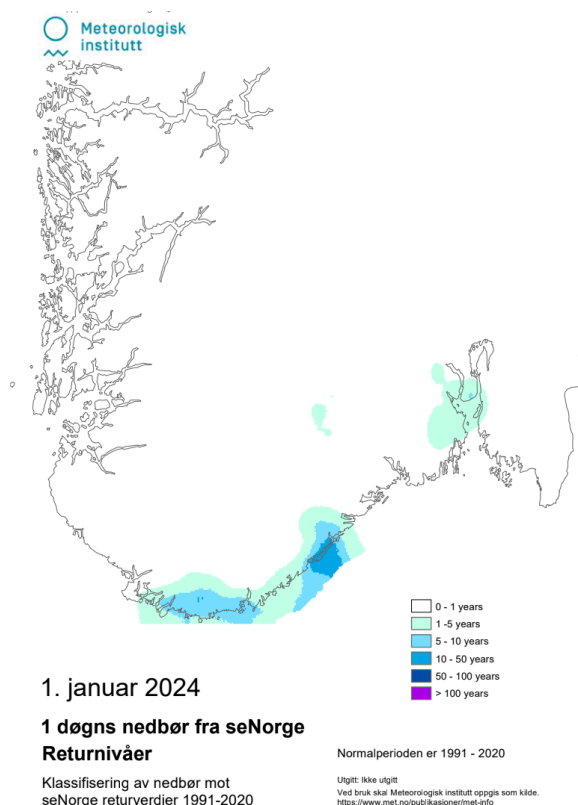 Meteorologisk
institutt
0 - 1 years
1 -5 years
5 - 10 years
10 - 50 years
50 - 100 years
> 100 years
1. januar 2024
1 døgns nedbør fra seNorge
Returnivåer
Normalperioden er 1991 - 2020
Klassifisering av nedbør mot
seNorge returverdier 1991-2020
Utgitt: Ikke utgitt
Ved bruk skal Meteorologisk institutt oppgis som kilde.
https://www.met.no/publikasjoner/met-info